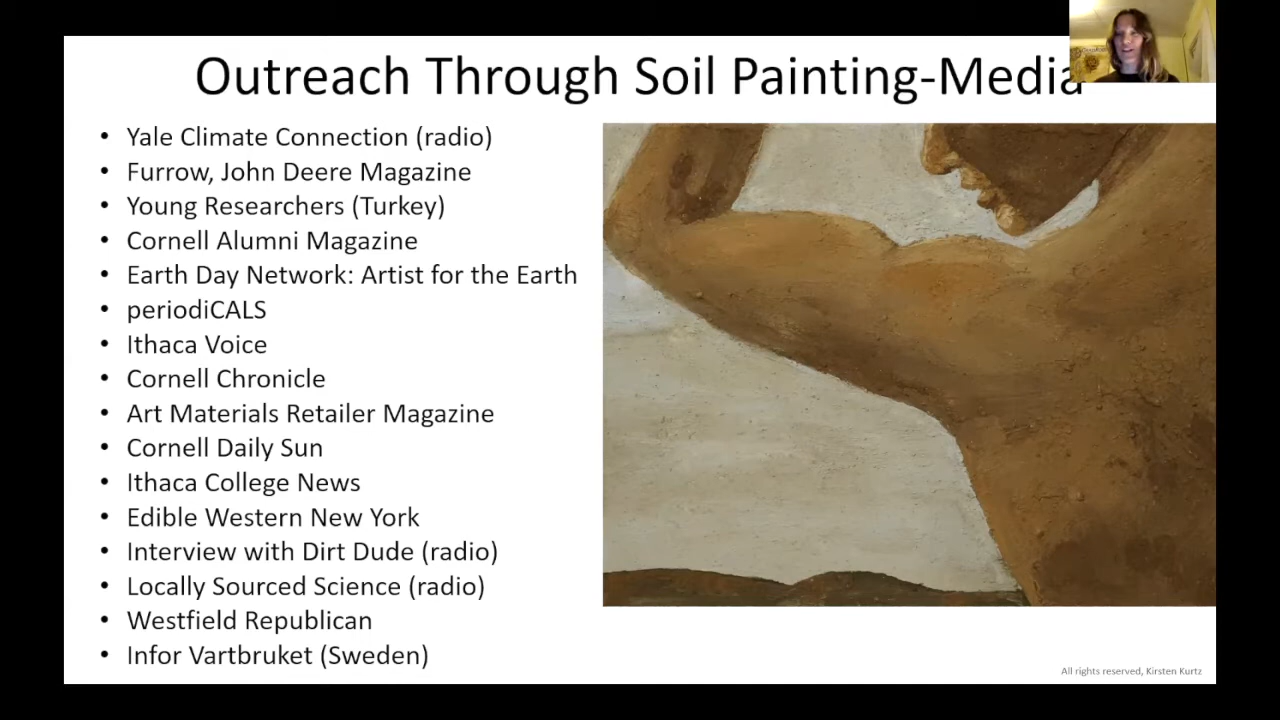 Outreach Through Soil Painting-Media
• Yale Climate Connection (radio)
• Furrow, John Deere Magazine
• Young Researchers (Turkey)
• Cornell Alumni Magazine
• Earth Day Network: Artist for the Earth
• periodiCALS
• Ithaca Voice
• Cornell Chronicle
• Art Materials Retailer Magazine
• Cornell Daily Sun
• Ithaca College News
• Edible Western New York
• Interview with Dirt Dude (radio)
• Locally Sourced Science (radio)
• Westfield Republican
• Infor Vartbruket (Sweden)
All rights reserved, Kirsten Kurtz